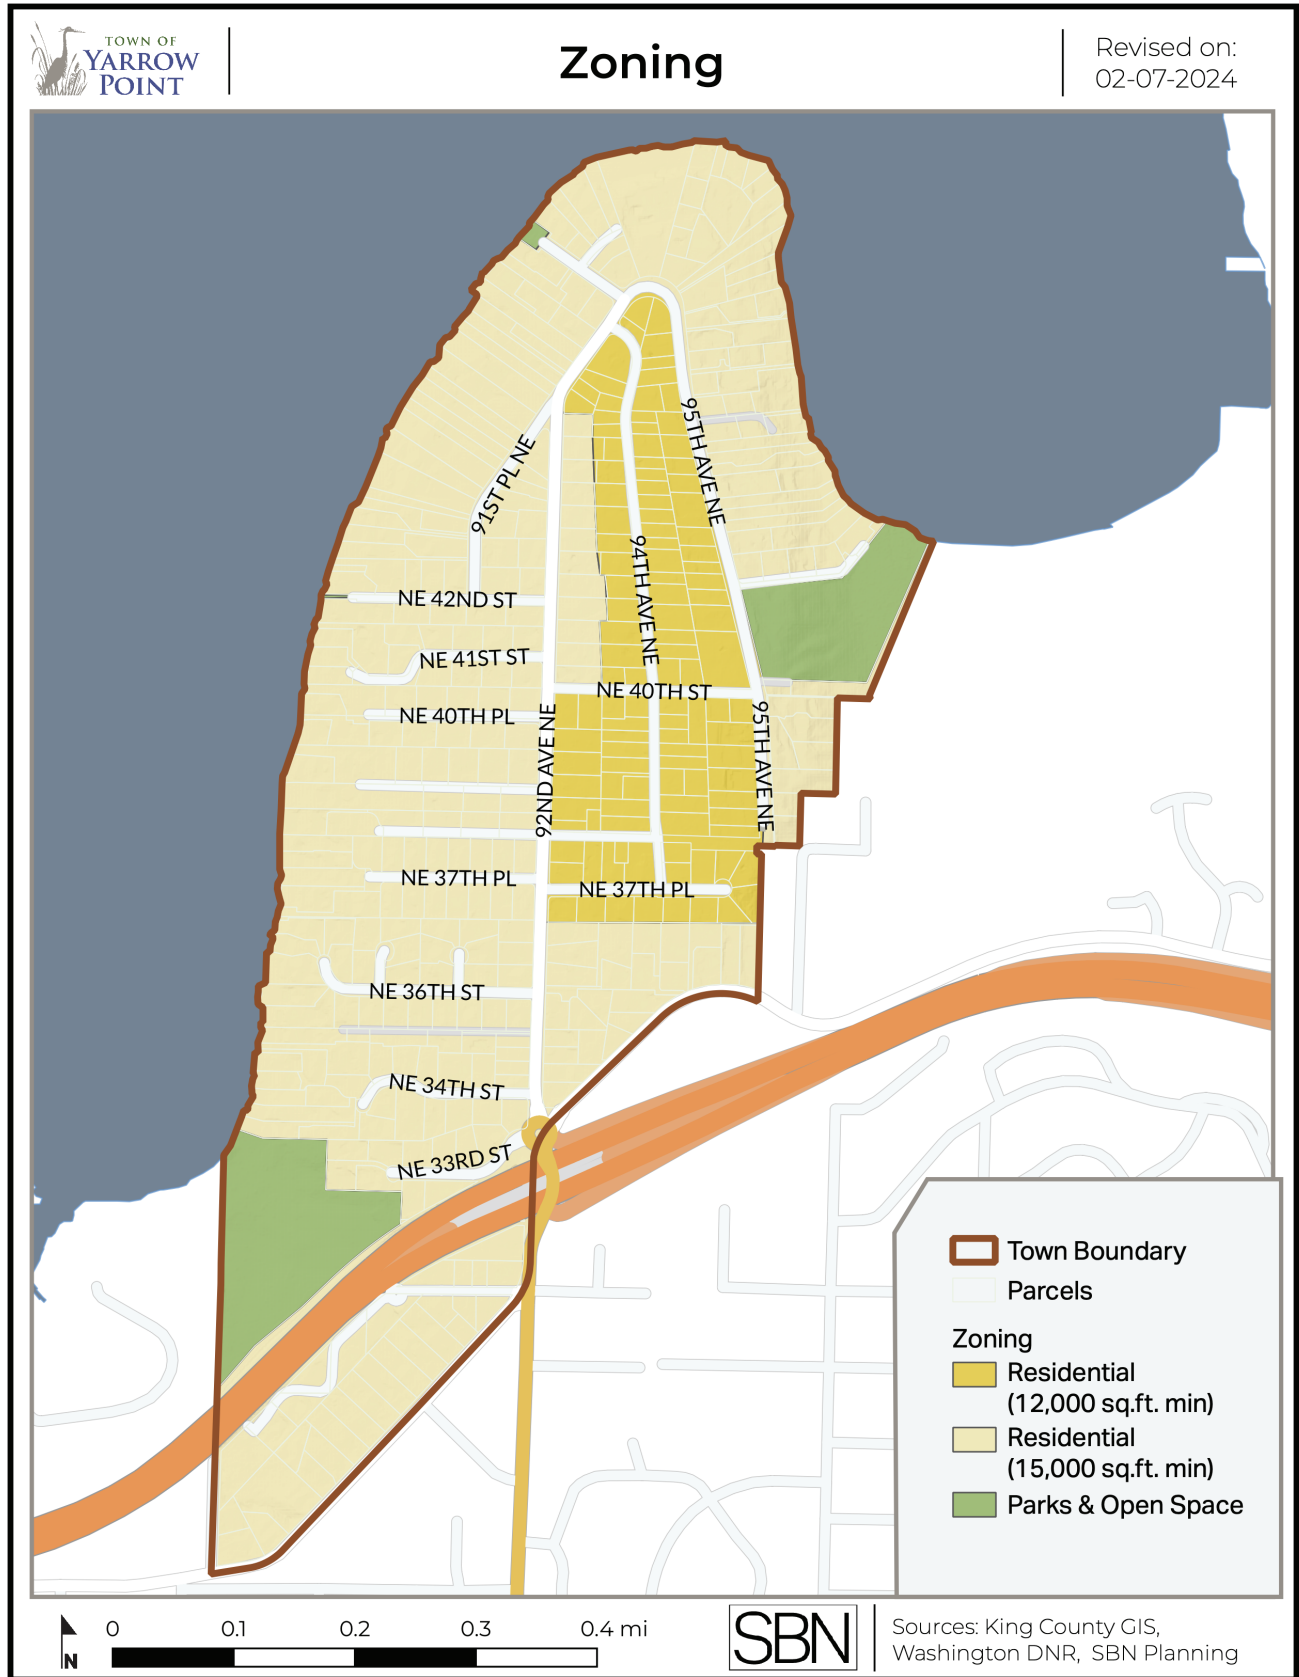 TOWN OF
YARROW
POINT
Zoning
Revised on:
02-07-2024
91ST PL NE
95TH AVE NE
94TH AVE NE
NE 42ND ST
NE 41ST ST
NE 40TH ST
NE 40TH PL
92ND AVE NE
95TH AVE NE
NE 37TH PL
NE 37TH PL
NE 36TH ST
NE 34TH ST
NE 33RD ST
Town Boundary
Parcels
Zoning
Residential
(12,000 sq.ft. min)
Residential
(15,000 sq.ft. min)
Parks & Open Space
N
0 0.1 0.2 0.3 0.4 mi
SBN
Sources: King County GIS,
Washington DNR, SBN Planning